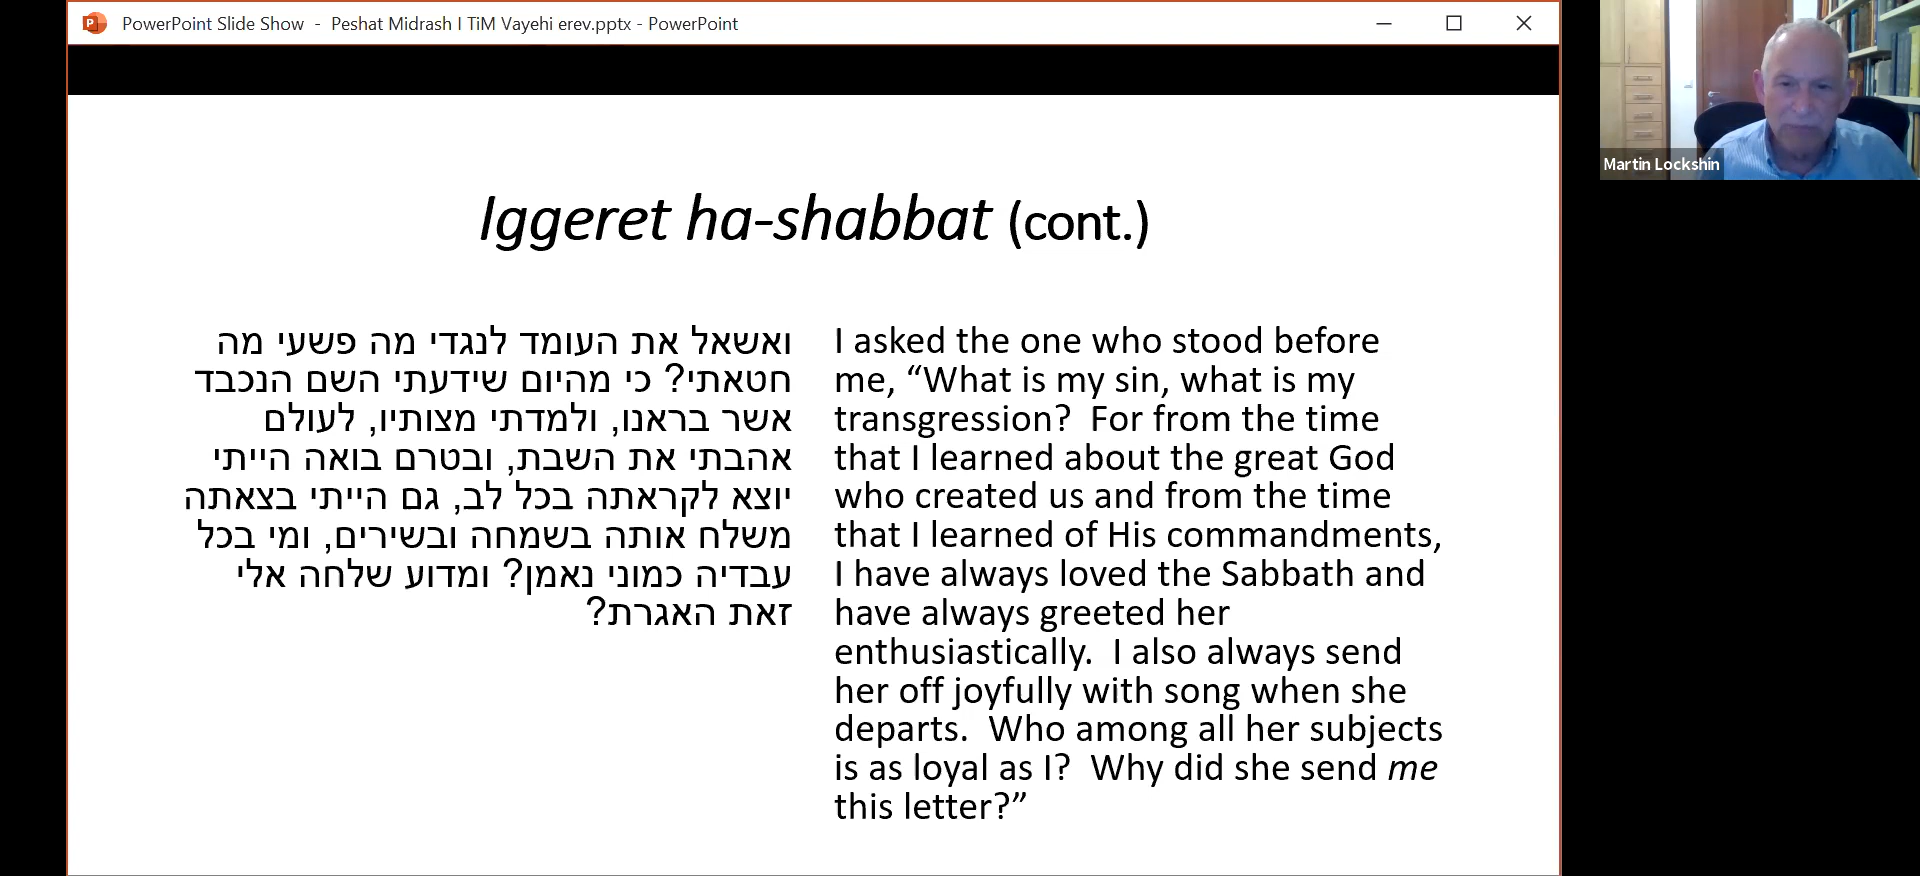 PowerPoint Slide Show - Peshat Midrash I TiM Vayehi erev.pptx - PowerPoint
Martin Lockshin
Iggeret ha-shabbat (cont.)
ואשאל את העומד לנגדי מה פשעי מה
חטאתי? כי מהיום שידעתי השם הנכבד
אשר בראנו, ולמדתי מצותיו, לעולם
אהבתי את השבת, ובטרם בואה הייתי
יוצא לקראתה בכל לב, גם הייתי בצאתה
משלח אותה בשמחה ובשירים, ומי בכל
עבדיה כמוני נאמן? ומדוע שלחה אלי
זאת האגרת?
I asked the one who stood before
me, “What is my sin, what is my
transgression? For from the time
that I learned about the great God
who created us and from the time
that I learned of His commandments,
I have always loved the Sabbath and
have always greeted her
enthusiastically. I also always send
her off joyfully with song when she
departs. Who among all her subjects
is as loyal as I? Why did she send me
this letter?”